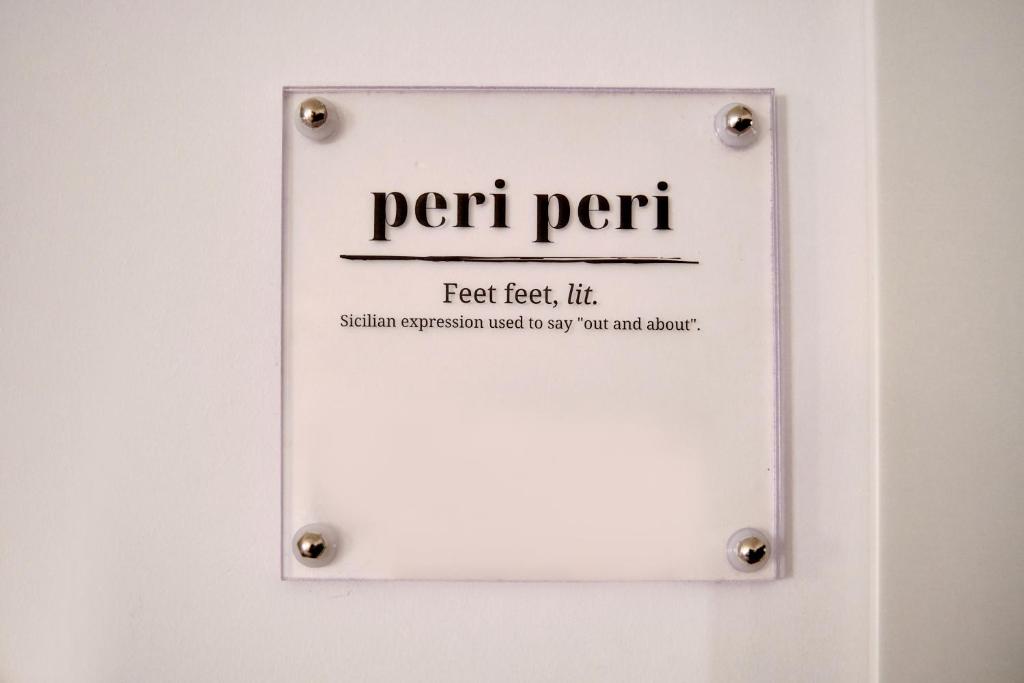 peri peri
Feet feet, lit.
Sicilian expression used to say "out and about".